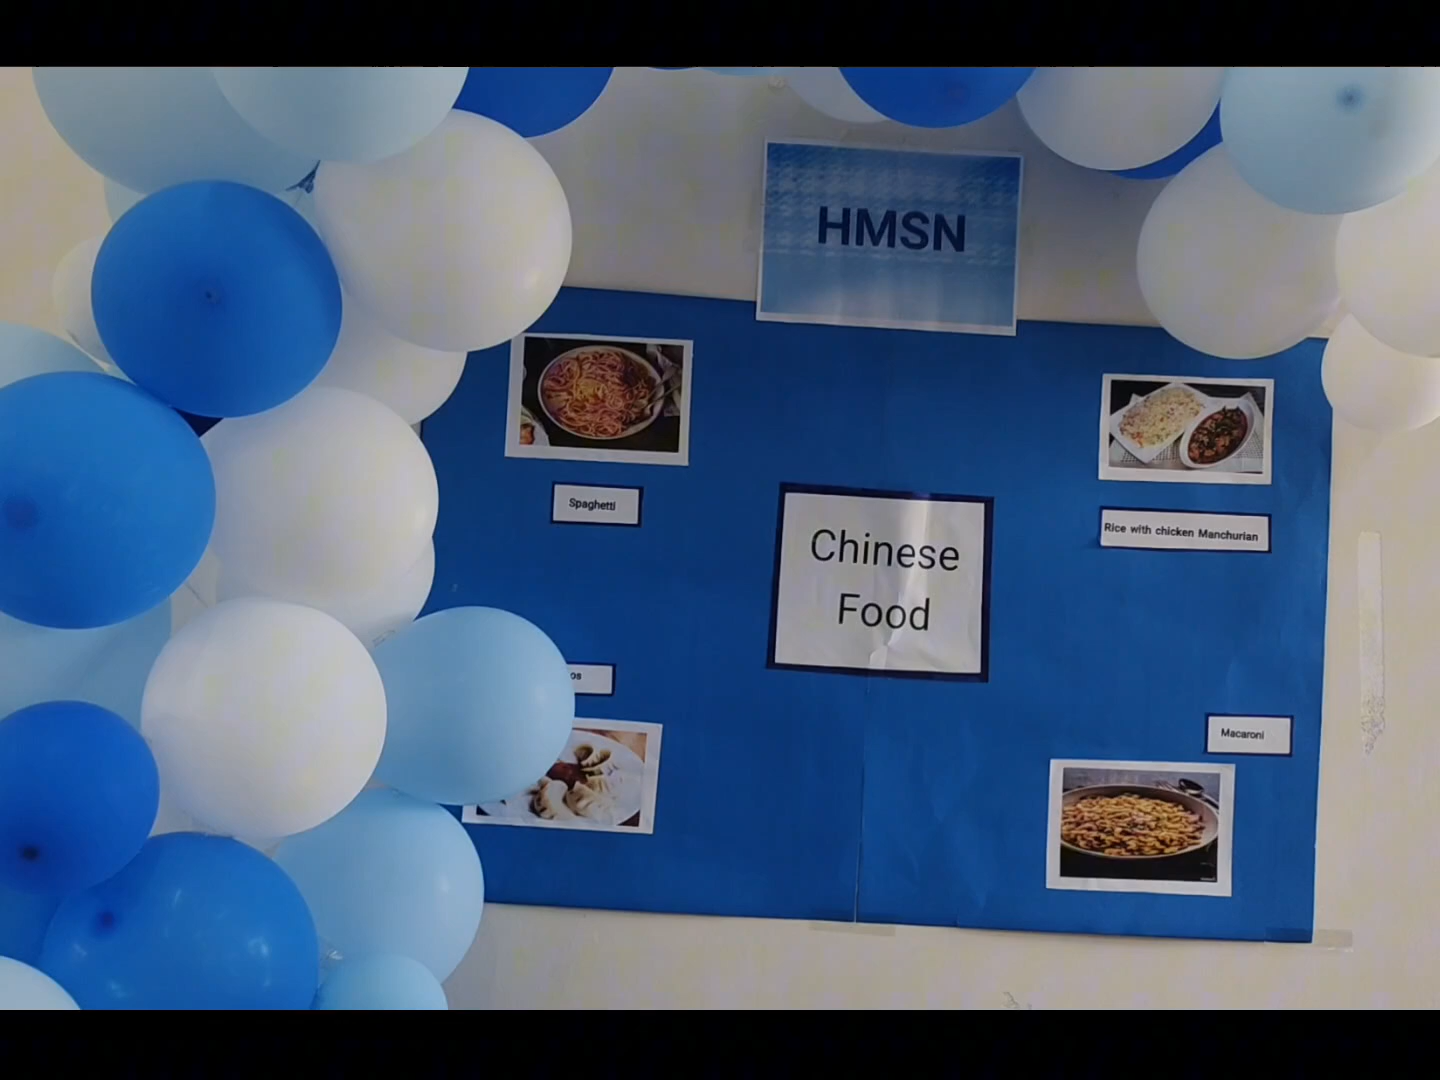 HMSN
Spaghetti
Rice with chicken Manchurian
Chinese
Food
Macaroni